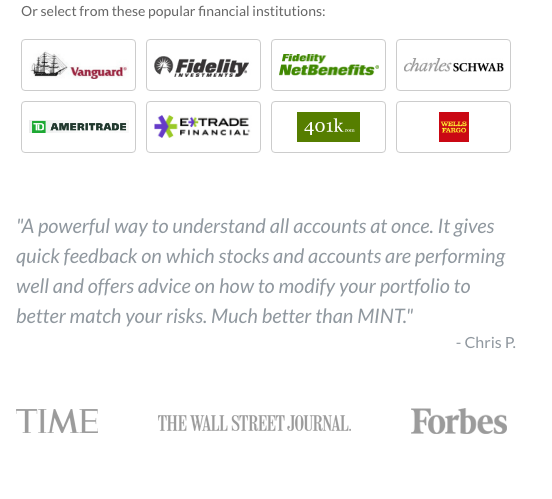 Or select from these popular financial institutions:
Vanguard®
Fidelity INVESTMENTS
Fidelity NetBenefits®
charles SCHWAB
TD AMERITRADE
E*TRADE FINANCIAL®
401k.com
WELLS FARGO
"A powerful way to understand all accounts at once. It gives
quick feedback on which stocks and accounts are performing
well and offers advice on how to modify your portfolio to
better match your risks. Much better than MINT."
- Chris P.
TIME
THE WALL STREET JOURNAL.
Forbes